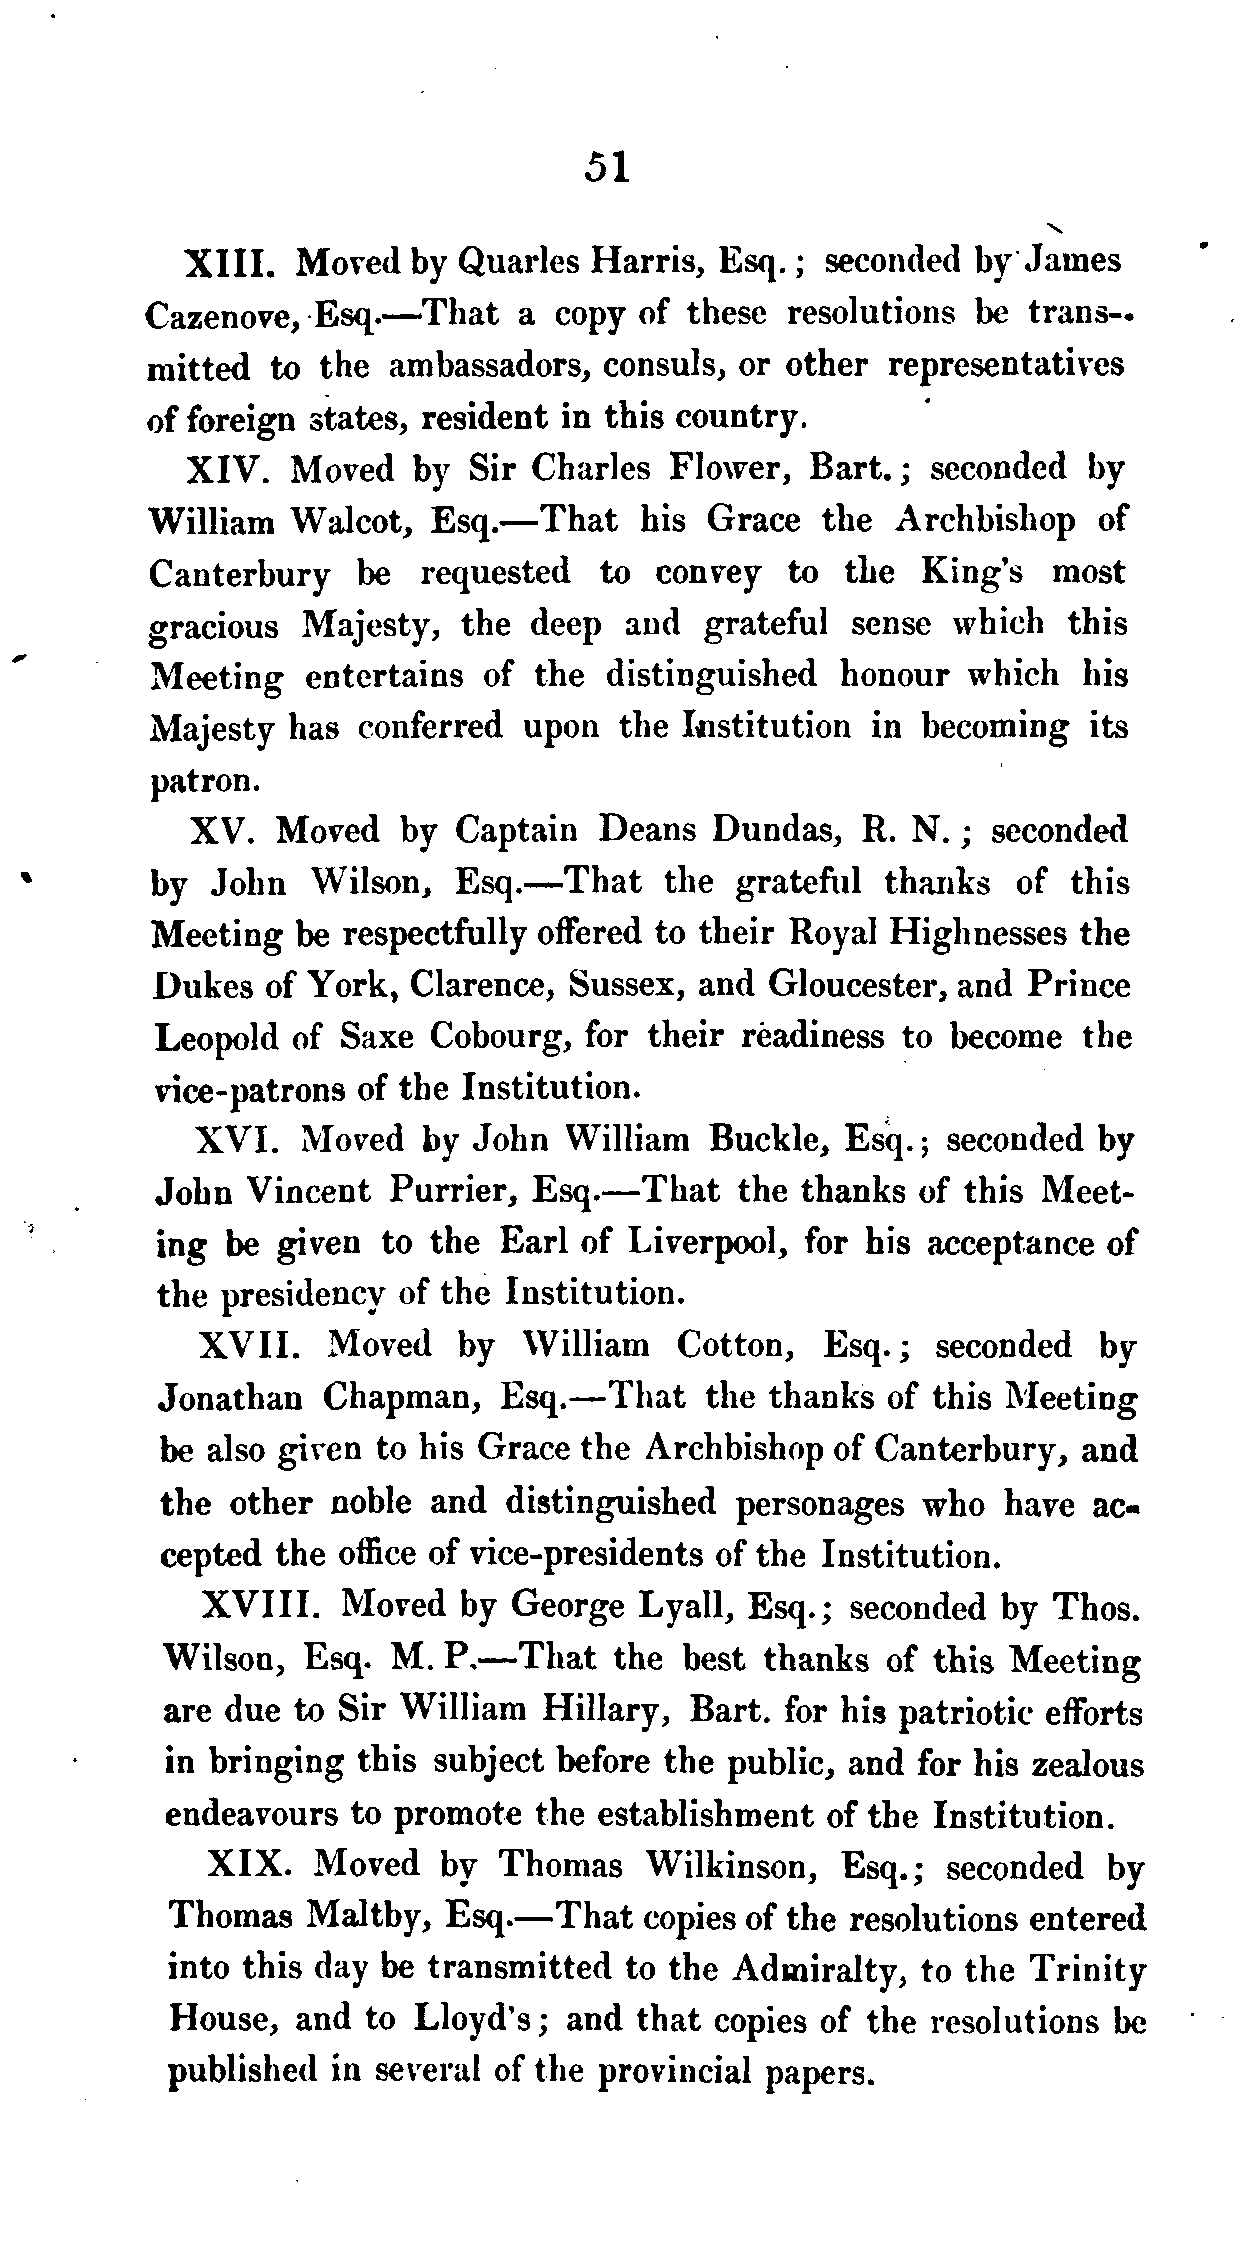 51
XIII. Moved by Quarles Harris, Esq.; seconded by James
Cazenove, Esq.—That a copy of these resolutions be trans-
mitted to the ambassadors, consuls, or other representatives
of foreign states, resident in this country.
XIV. Moved by Sir Charles Flower, Bart.; seconded by
William Walcot, Esq.—That his Grace the Archbishop of
Canterbury be requested to convey to the King's most
gracious Majesty, the deep and grateful sense which this
Meeting entertains of the distinguished honour which his
Majesty has conferred upon the Institution in becoming its
patron.
XV. Moved by Captain Deans Dundas, R. N.; seconded
by John Wilson, Esq.—That the grateful thanks of this
Meeting be respectfully offered to their Royal Highnesses the
Dukes of York, Clarence, Sussex, and Gloucester, and Prince
Leopold of Saxe Cobourg, for their readiness to become the
vice-patrons of the Institution.
XVI. Moved by John William Buckle, Esq.; seconded by
John Vincent Purrier, Esq.—That the thanks of this Meet-
ing be given to the Earl of Liverpool, for his acceptance of
the presidency of the Institution.
XVII. Moved by William Cotton, Esq.; seconded by
Jonathan Chapman, Esq.—That the thanks of this Meeting
be also given to his Grace the Archbishop of Canterbury, and
the other noble and distinguished personages who have ac-
cepted the office of vice-presidents of the Institution.
XVIII. Moved by George Lyall, Esq.; seconded by Thos.
Wilson, Esq. M. P.—That the best thanks of this Meeting
are due to Sir William Hillary, Bart. for his patriotic efforts
in bringing this subject before the public, and for his zealous
endeavours to promote the establishment of the Institution.
XIX. Moved by Thomas Wilkinson, Esq.; seconded by
Thomas Maltby, Esq.—That copies of the resolutions entered
into this day be transmitted to the Admiralty, to the Trinity
House, and to Lloyd's; and that copies of the resolutions be
published in several of the provincial papers.